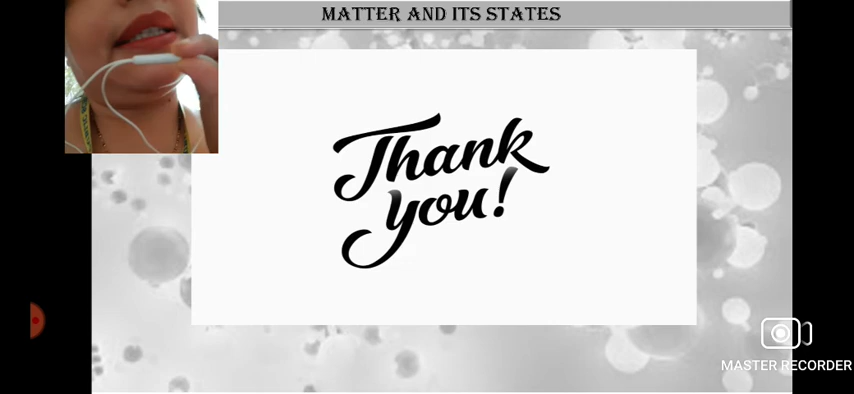 MATTER AND ITS STATES
Thank
you!
MASTER RECORDER